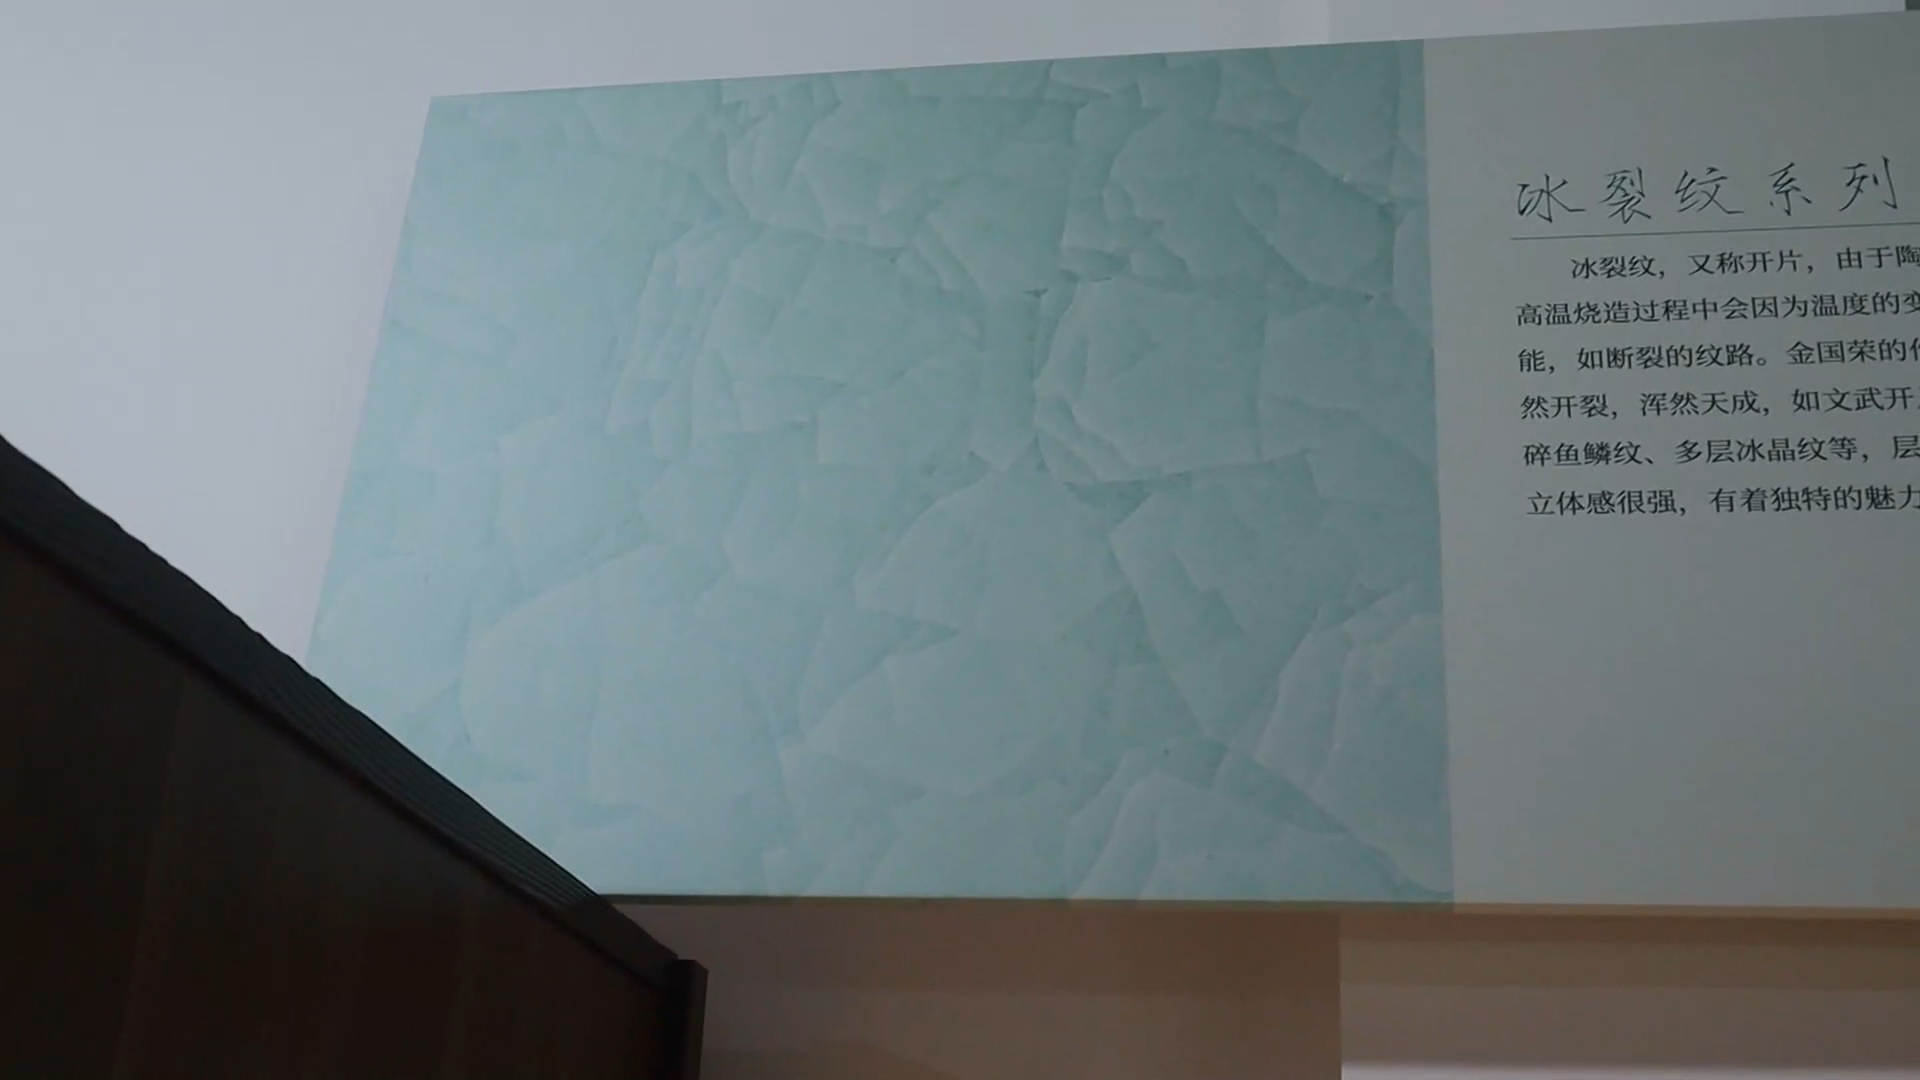 冰裂纹系列
冰裂纹，又称开片，由于陶
高温烧造过程中会因为温度的变
能，如断裂的纹路。金国荣的作
然开裂，浑然天成，如文武开
碎鱼鳞纹、多层冰晶纹等，层
立体感很强，有着独特的魅力